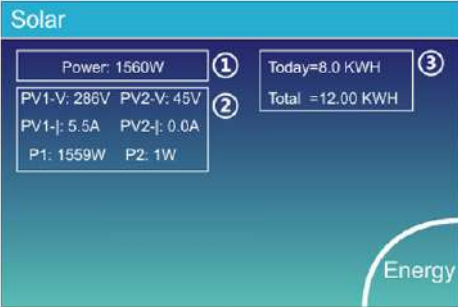 Solar
Power: 1560W ①
PV1-V: 286V PV2-V: 45V ②
PV1-|: 5.5A PV2-|: 0.0A
P1: 1559W P2: 1W
Today=8.0 KWH ③
Total =12.00 KWH
Energy